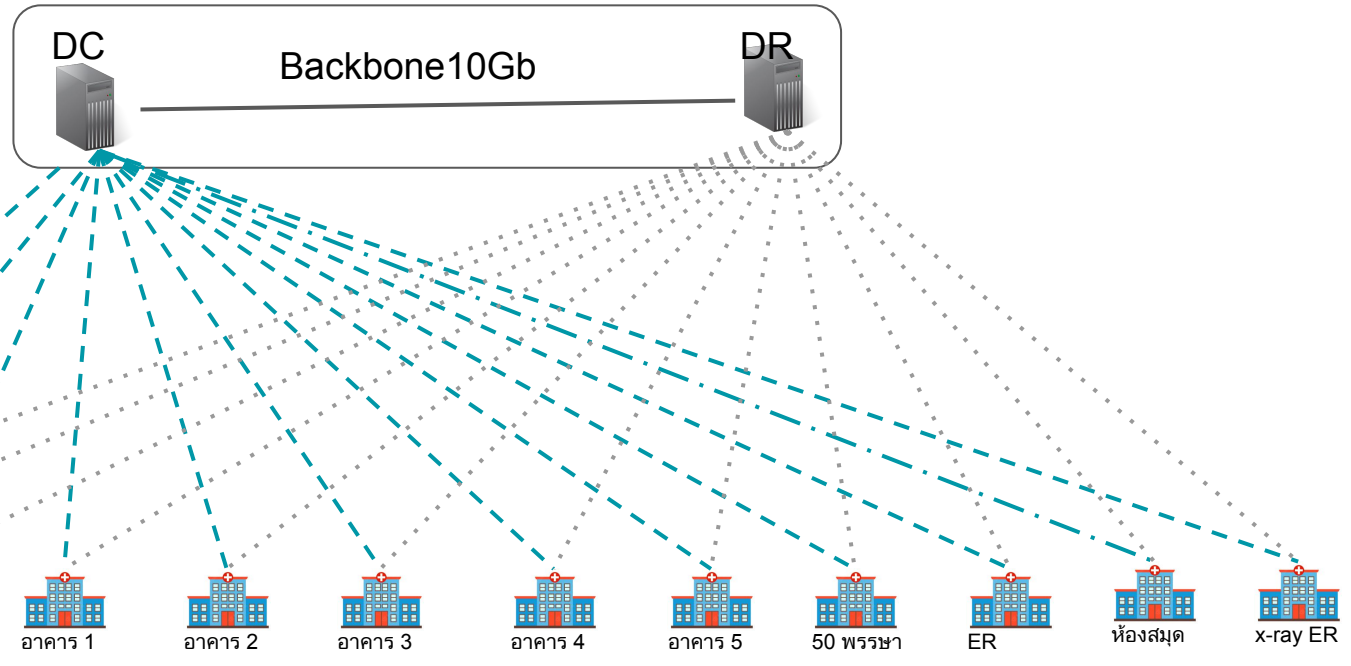 DC
Backbone10Gb
DR
อาคาร 1
อาคาร 2
อาคาร 3
อาคาร 4
อาคาร 5
50 พรรษา
ER
ห้องสมุด
x-ray ER